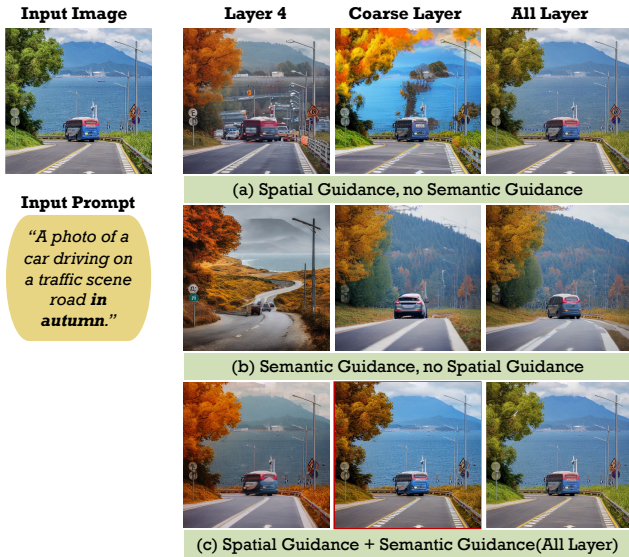 Input Image
Layer 4
Coarse Layer
All Layer
(a) Spatial Guidance, no Semantic Guidance
Input Prompt
“A photo of a
car driving on
a traffic scene
road in
autumn.”
(b) Semantic Guidance, no Spatial Guidance
(c) Spatial Guidance + Semantic Guidance(All Layer)